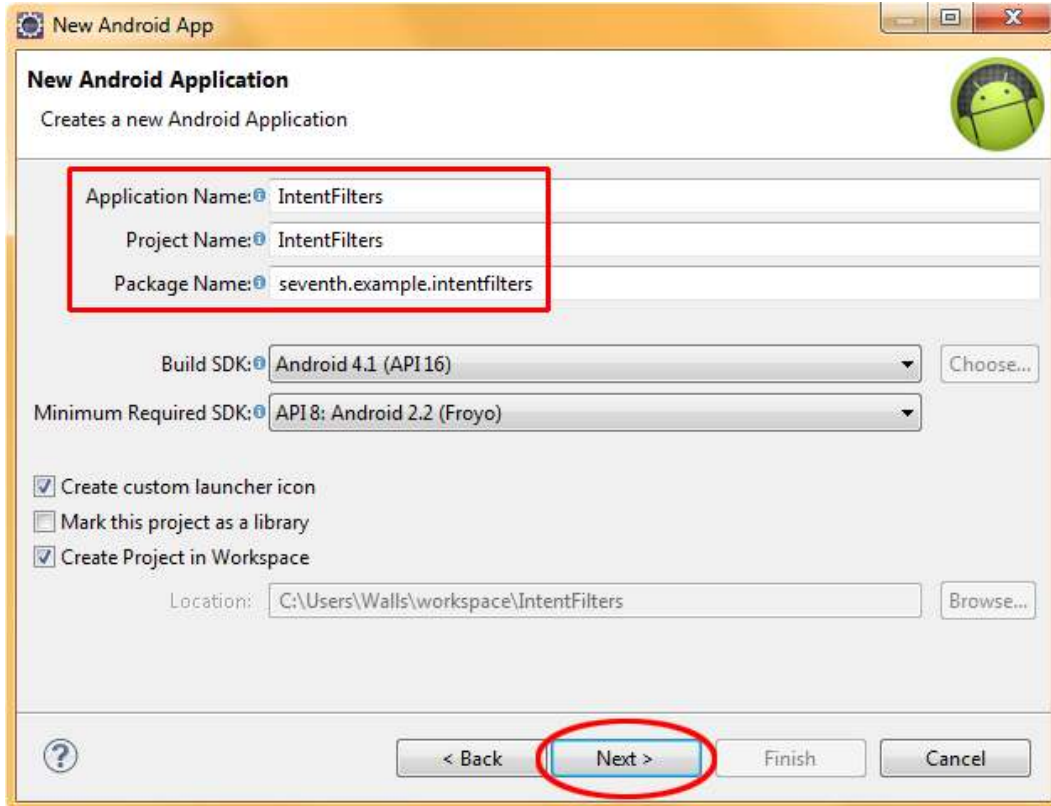 New Android App
New Android Application
Creates a new Android Application
Application Name: IntentFilters
Project Name: IntentFilters
Package Name: seventh.example.intentfilters
Build SDK: Android 4.1 (API 16) Choose...
Minimum Required SDK: API 8: Android 2.2 (Froyo)
Create custom launcher icon
Mark this project as a library
Create Project in Workspace
Location: C:\Users\Walls\workspace\IntentFilters Browse...
? < Back Next > Finish Cancel